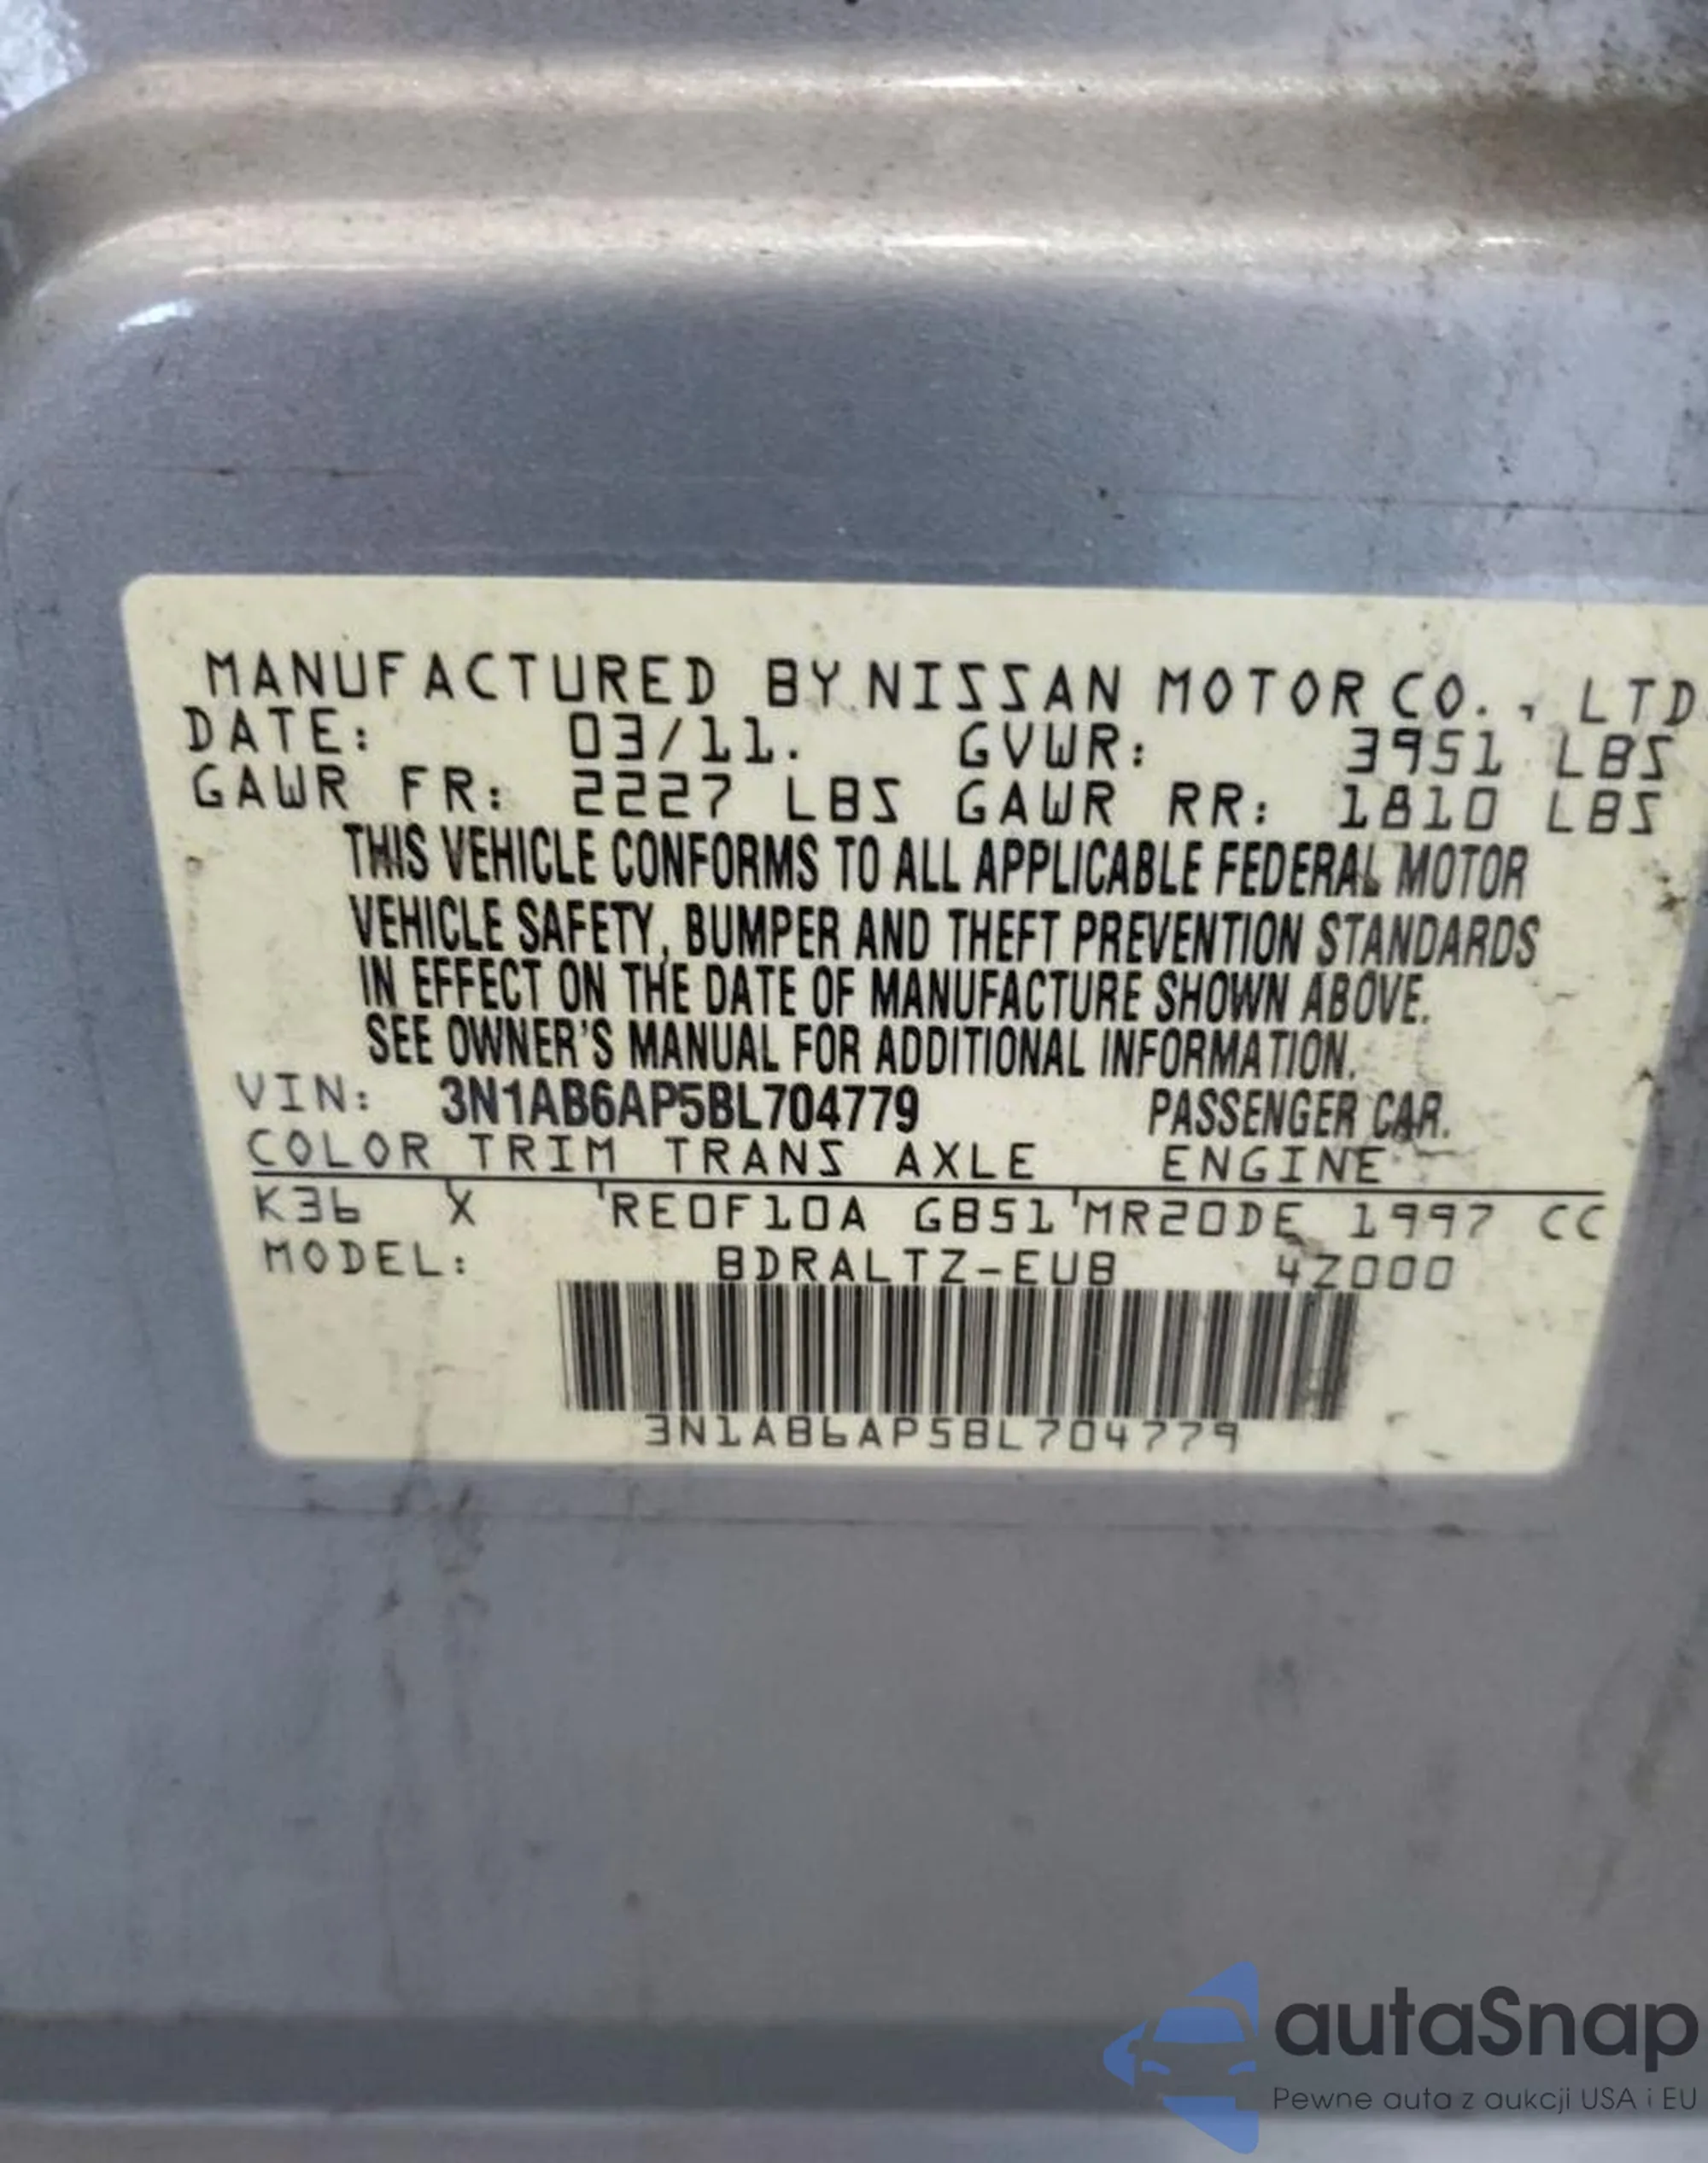 MANUFACTURED BY NISSAN MOTOR CO., LTD
DATE: 03/11. GVWR: 3951 LBS
GAWR FR: 2227 LBS GAWR RR: 1810 LBS
THIS VEHICLE CONFORMS TO ALL APPLICABLE FEDERAL MOTOR
VEHICLE SAFETY, BUMPER AND THEFT PREVENTION STANDARDS
IN EFFECT ON THE DATE OF MANUFACTURE SHOWN ABOVE.
SEE OWNER'S MANUAL FOR ADDITIONAL INFORMATION.
VIN: 3N1AB6AP5BL704779 PASSENGER CAR.
COLOR TRIM TRANS AXLE ENGINE
K36 X RE0F10A GB51 MR20DE 1997 CC
MODEL: BDRALTZ-EUB 4Z000
3N1AB6AP5BL704779
autaSnap
Pewne auta z aukcji USA i EU